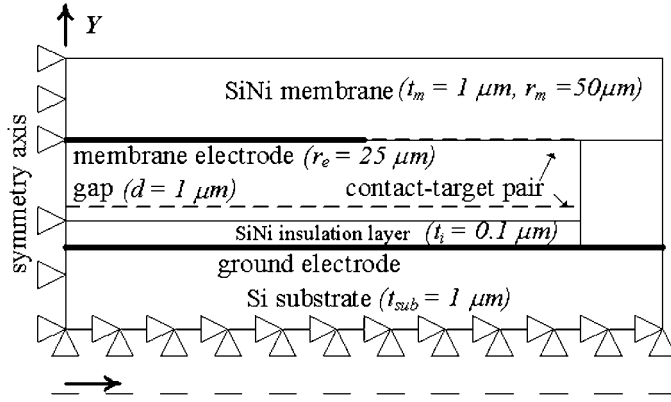 Y
SiNi membrane (t_m = 1 μm, r_m = 50μm)
symmetry axis
membrane electrode (r_e = 25 μm)
gap (d = 1 μm)
contact-target pair
SiNi insulation layer (t_i = 0.1 μm)
ground electrode
Si substrate (t_sub = 1 μm)